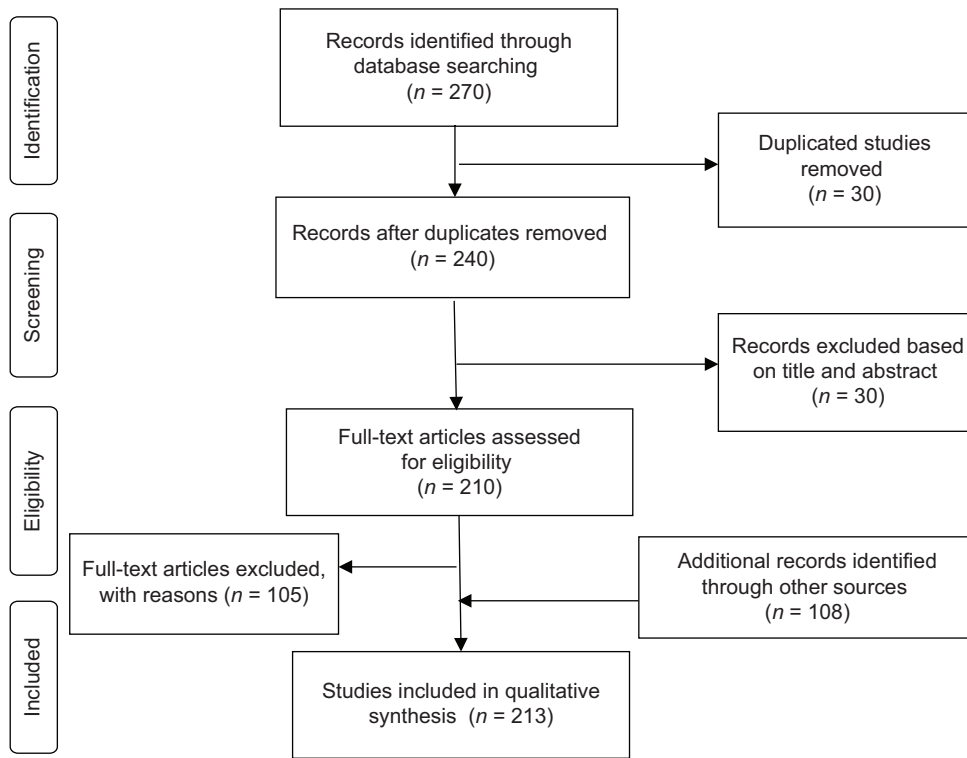 Identification
Records identified through
database searching
(n = 270)
Duplicated studies
removed
(n = 30)
Screening
Records after duplicates removed
(n = 240)
Records excluded based
on title and abstract
(n = 30)
Eligibility
Full-text articles assessed
for eligibility
(n = 210)
Full-text articles excluded,
with reasons (n = 105)
Additional records identified
through other sources
(n = 108)
Included
Studies included in qualitative
synthesis (n = 213)